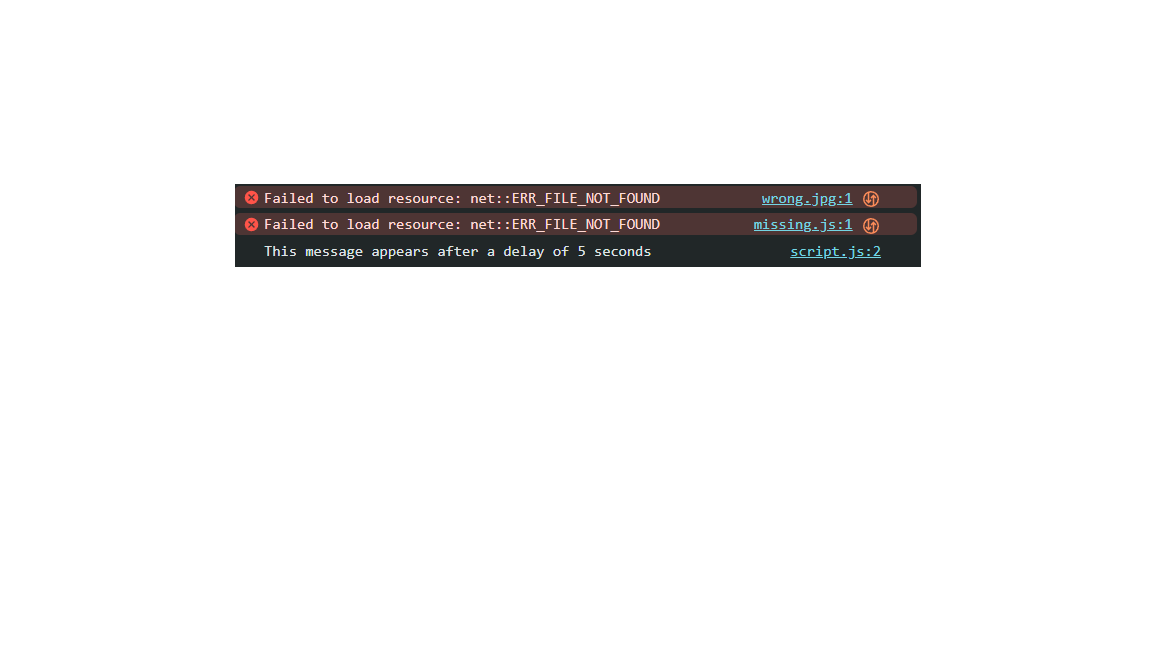 Failed to load resource: net::ERR_FILE_NOT_FOUND wrong.jpg:1
Failed to load resource: net::ERR_FILE_NOT_FOUND missing.js:1
This message appears after a delay of 5 seconds script.js:2